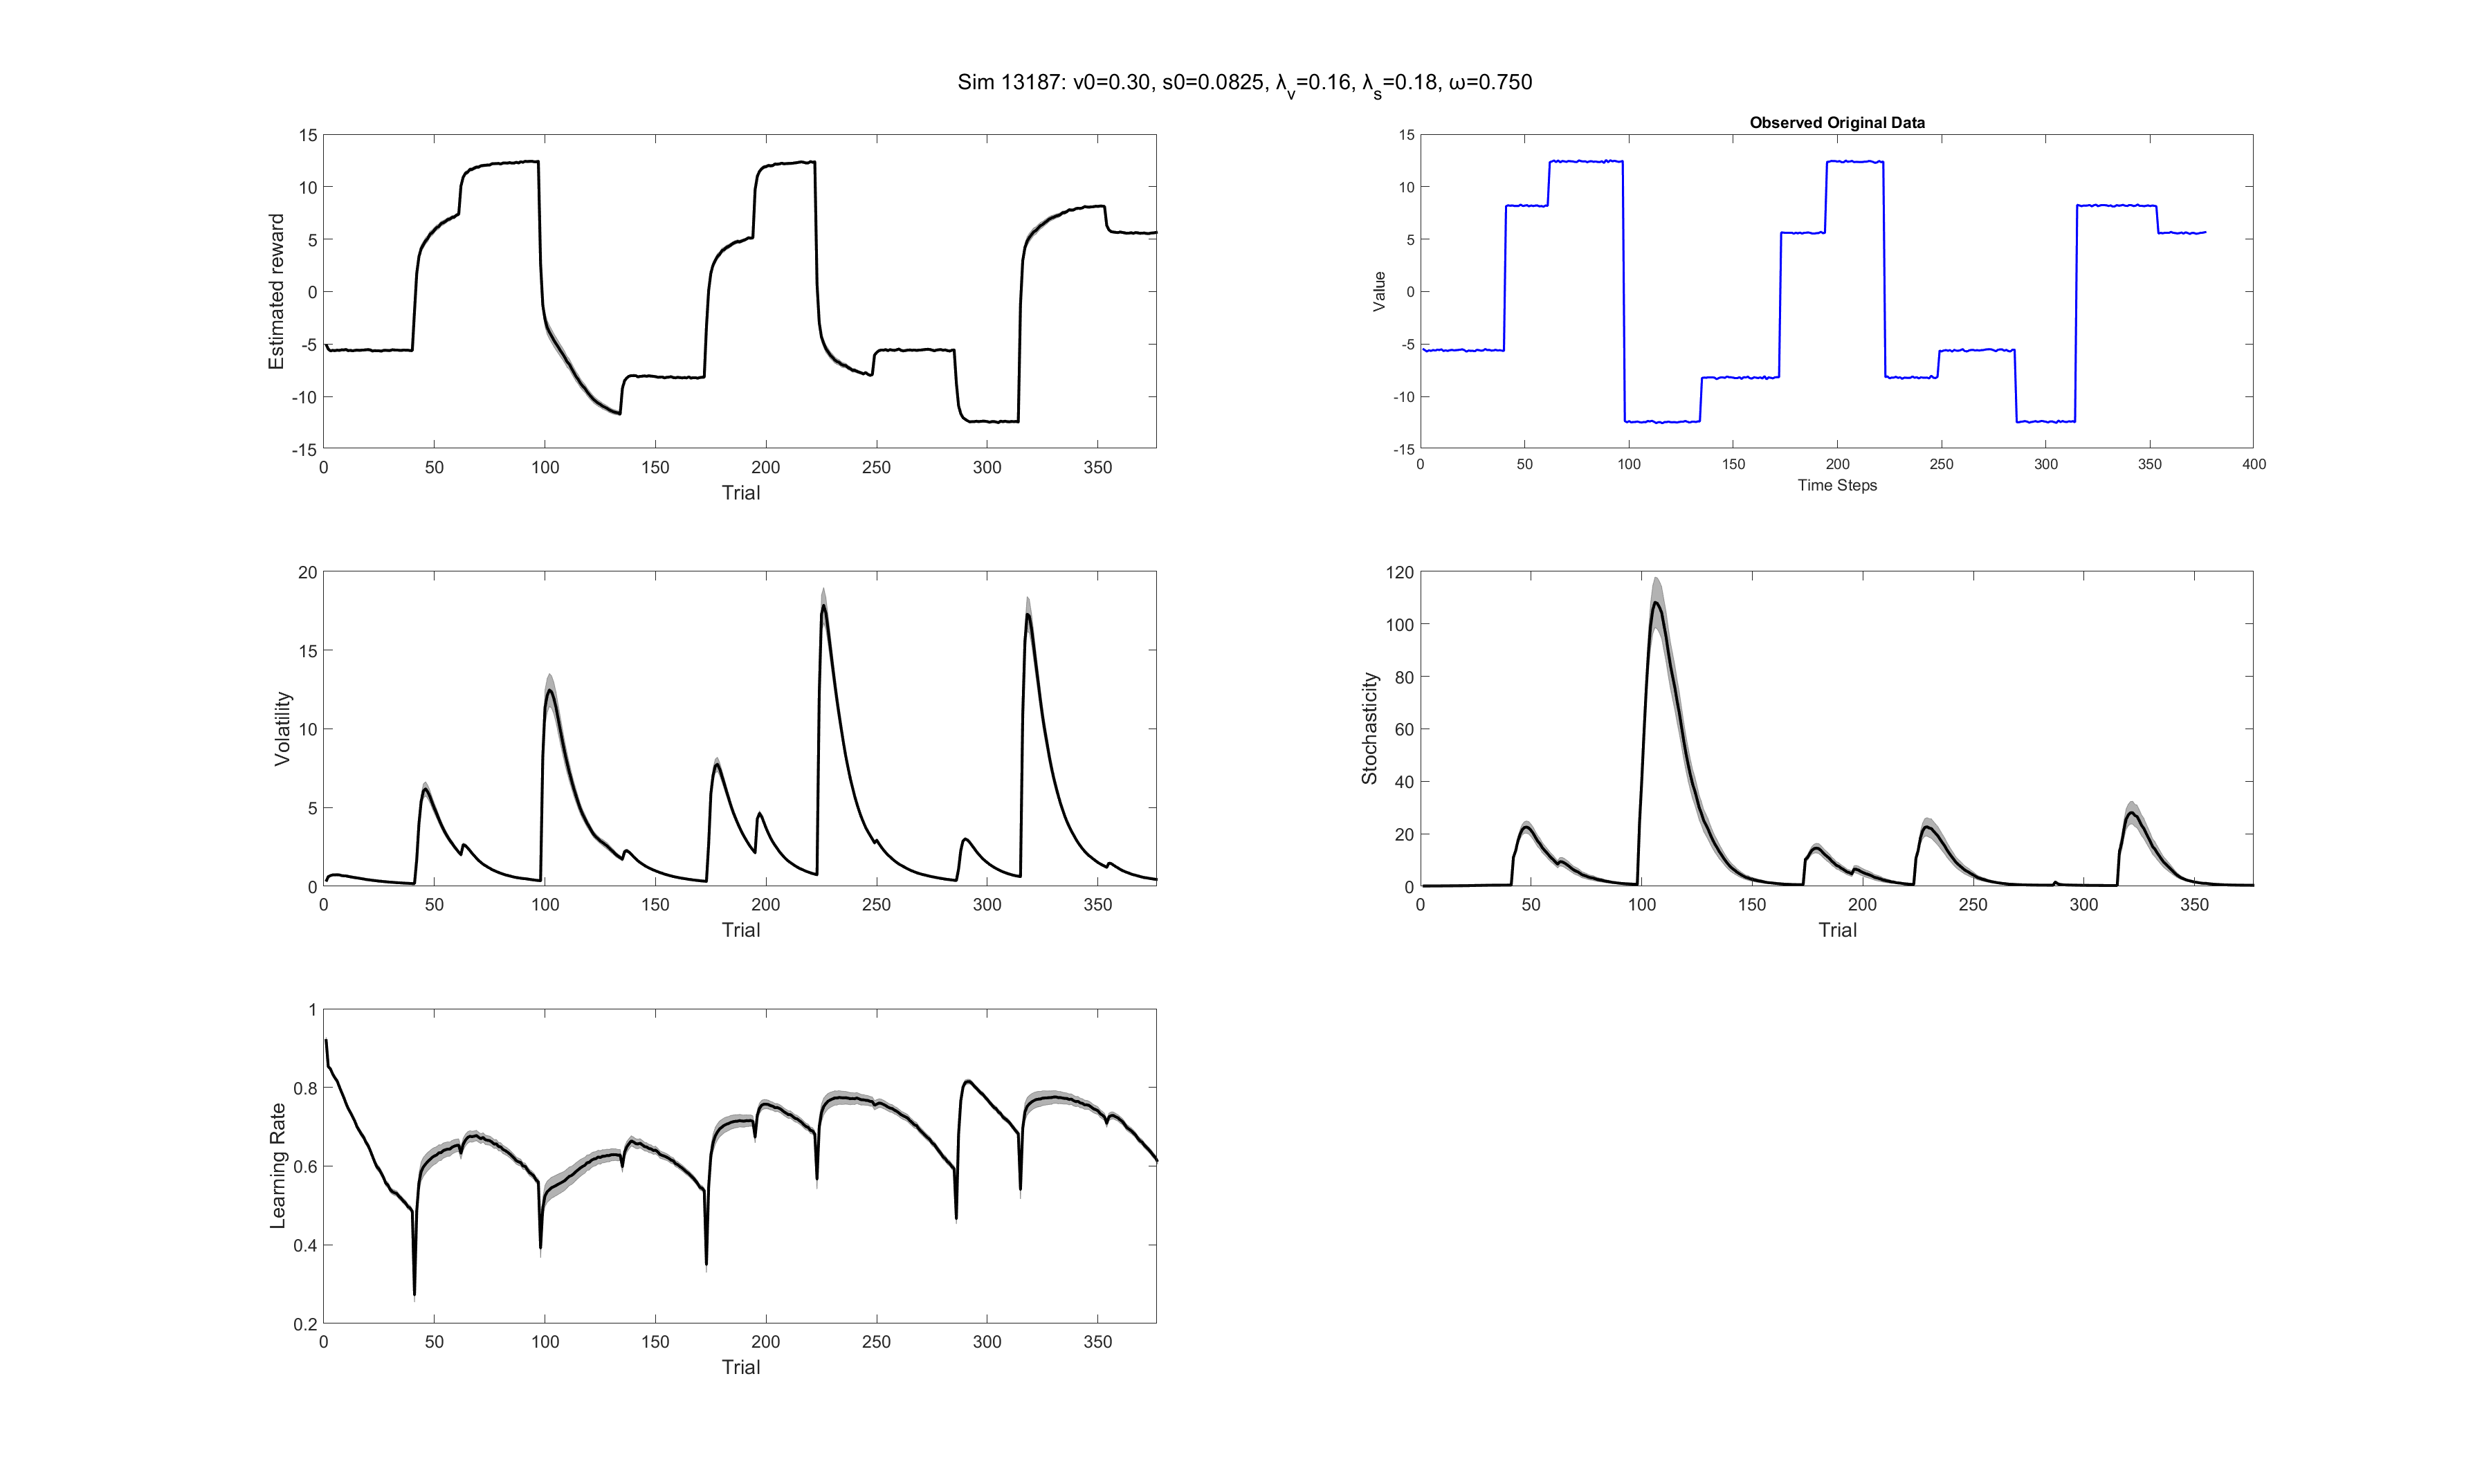 Sim 13187: v0=0.30, s0=0.0825, λv=0.16, λs=0.18, ω=0.750
15
10
5
0
-5
-10
-15
Estimated reward
0 50 100 150 200 250 300 350
Trial
Observed Original Data
15
10
5
0
-5
-10
-15
Value
0 50 100 150 200 250 300 350 400
Time Steps
20
15
10
5
0
Volatility
0 50 100 150 200 250 300 350
Trial
120
100
80
60
40
20
0
Stochasticity
0 50 100 150 200 250 300 350
Trial
1
0.8
0.6
0.4
0.2
Learning Rate
0 50 100 150 200 250 300 350
Trial